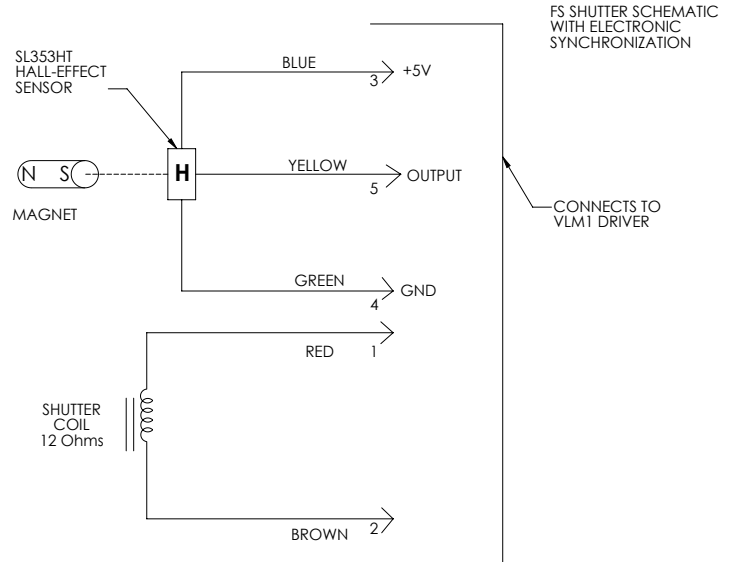 FS SHUTTER SCHEMATIC
WITH ELECTRONIC
SYNCHRONIZATION
SL353HT
HALL-EFFECT
SENSOR
BLUE
3
+5V
N S
H
YELLOW
5
OUTPUT
MAGNET
CONNECTS TO
VLM1 DRIVER
GREEN
4
GND
RED
1
SHUTTER
COIL
12 Ohms
BROWN
2